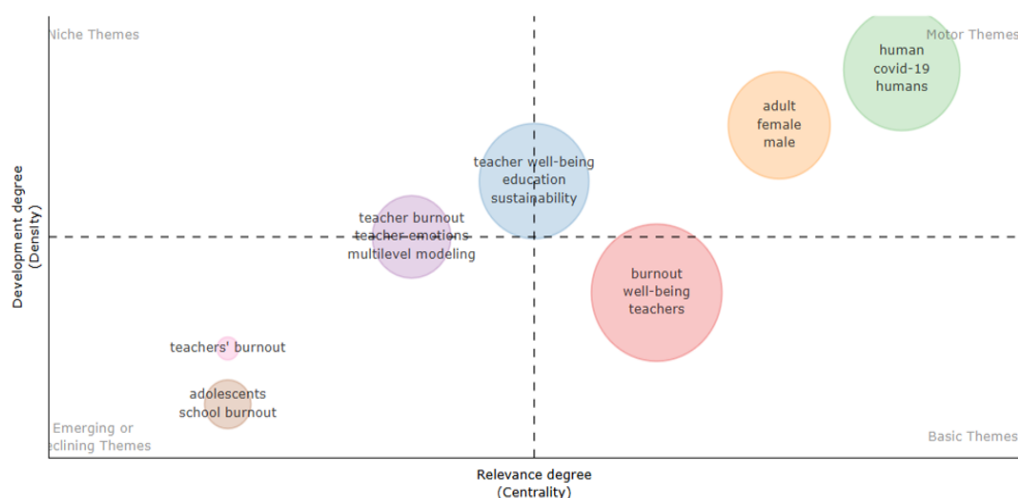 Niche Themes
Motor Themes
human
covid-19
humans
adult
female
male
teacher well-being
education
sustainability
teacher burnout
teacher emotions
multilevel modeling
burnout
well-being
teachers
teachers' burnout
adolescents
school burnout
Emerging or
eclining Themes
Basic Themes
Development degree
(Density)
Relevance degree
(Centrality)